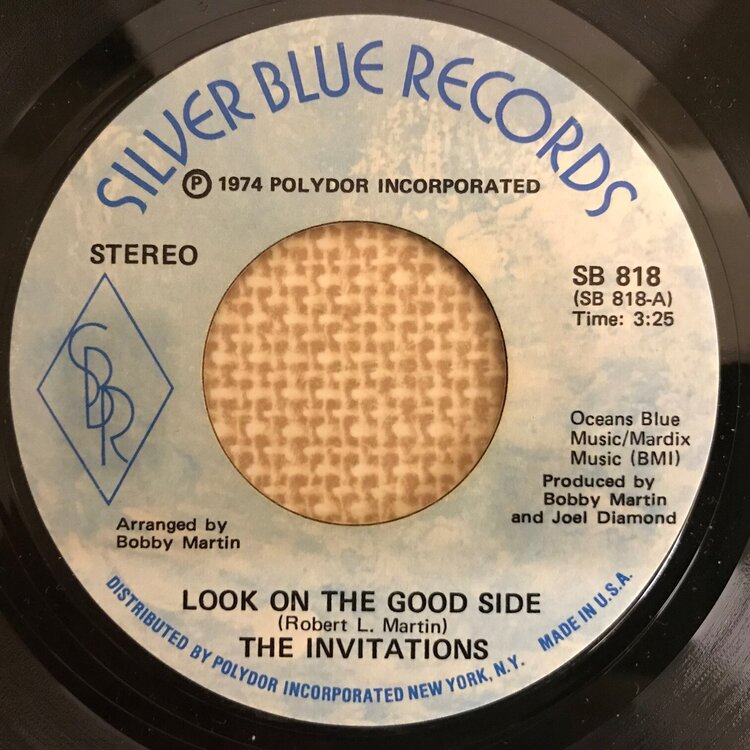 SILVER BLUE RECORDS
Ⓟ 1974 POLYDOR INCORPORATED
STEREO
SB 818
(SB 818-A)
Time: 3:25
SBR
Oceans Blue
Music/Mardix
Music (BMI)
Produced by
Bobby Martin
and Joel Diamond
Arranged by
Bobby Martin
LOOK ON THE GOOD SIDE
(Robert L. Martin)
THE INVITATIONS
DISTRIBUTED BY POLYDOR INCORPORATED NEW YORK, N.Y. MADE IN U.S.A.